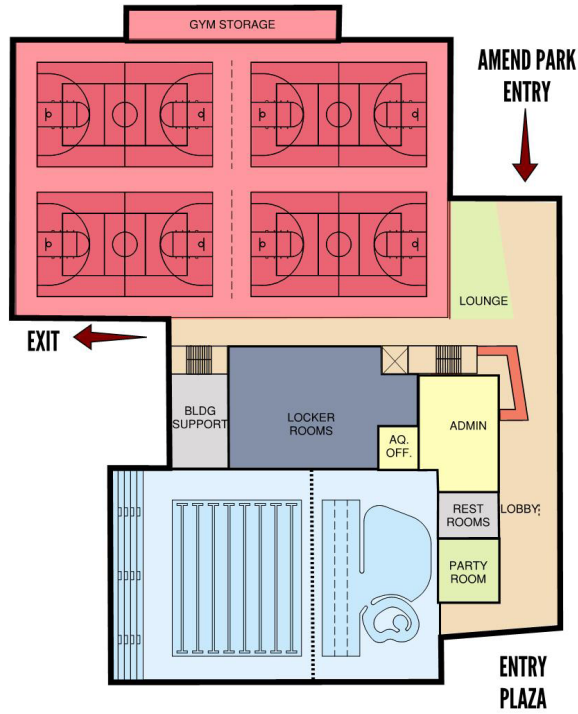 GYM STORAGE
AMEND PARK
ENTRY
LOUNGE
EXIT
BLDG
SUPPORT
LOCKER
ROOMS
AQ.
OFF.
ADMIN
REST
ROOMS
LOBBY:
PARTY
ROOM
ENTRY
PLAZA